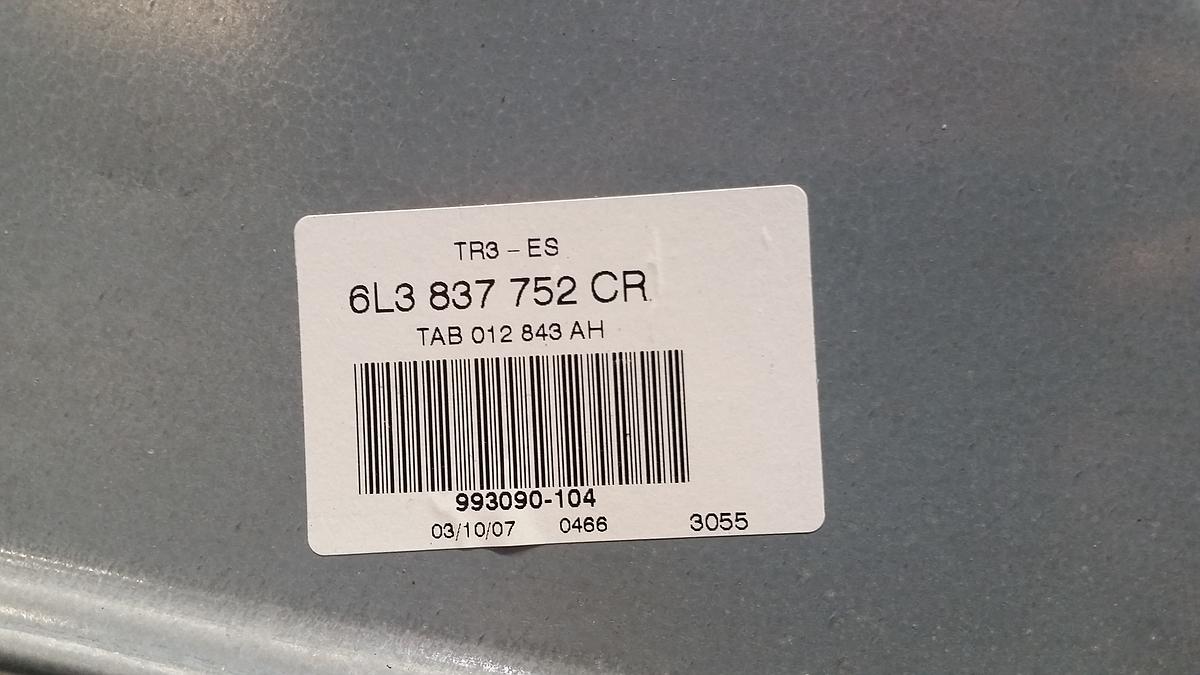 TR3 – ES
6L3 837 752 CR
TAB 012 843 AH
993090-104
03/10/07 0466 3055